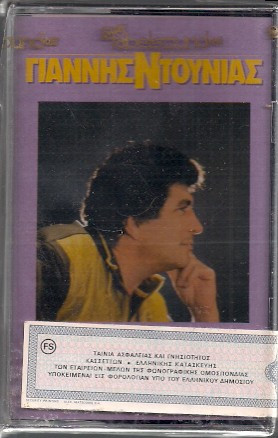 ΓΙΑΝΝΗΣ ΝΤΟΥΝΙΑΣ
FS
ΤΑΙΝΙΑ ΑΣΦΑΛΕΙΑΣ ΚΑΙ ΓΝΗΣΙΟΤΗΤΟΣ
ΚΑΣΣΕΤΤΩΝ • ΕΛΛΗΝΙΚΗΣ ΚΑΤΑΣΚΕΥΗΣ
ΤΩΝ ΕΤΑΙΡΕΙΩΝ-ΜΕΛΩΝ ΤΗΣ ΦΩΝΟΓΡΑΦΙΚΗΣ ΟΜΟΣΠΟΝΔΙΑΣ
ΥΠΟΚΕΙΜΕΝΑΙ ΕΙΣ ΦΟΡΟΛΟΓΙΑΝ ΥΠΟ ΤΟΥ ΕΛΛΗΝΙΚΟΥ ΔΗΜΟΣΙΟΥ